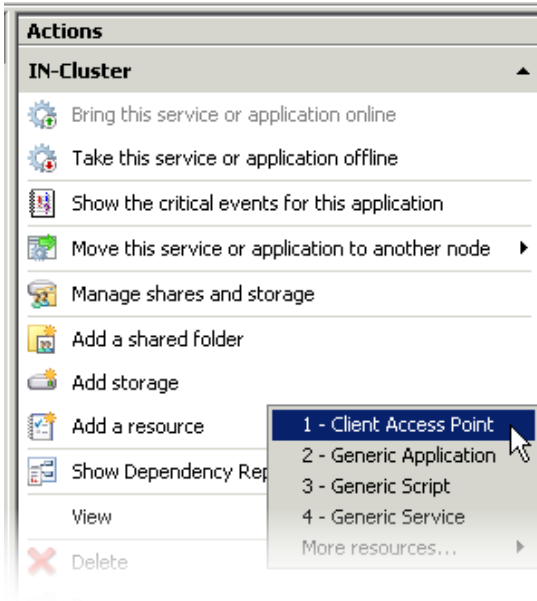 Actions
IN-Cluster
Bring this service or application online
Take this service or application offline
Show the critical events for this application
Move this service or application to another node
Manage shares and storage
Add a shared folder
Add storage
Add a resource
1 - Client Access Point
2 - Generic Application
3 - Generic Script
4 - Generic Service
More resources...
Show Dependency Rep
View
Delete